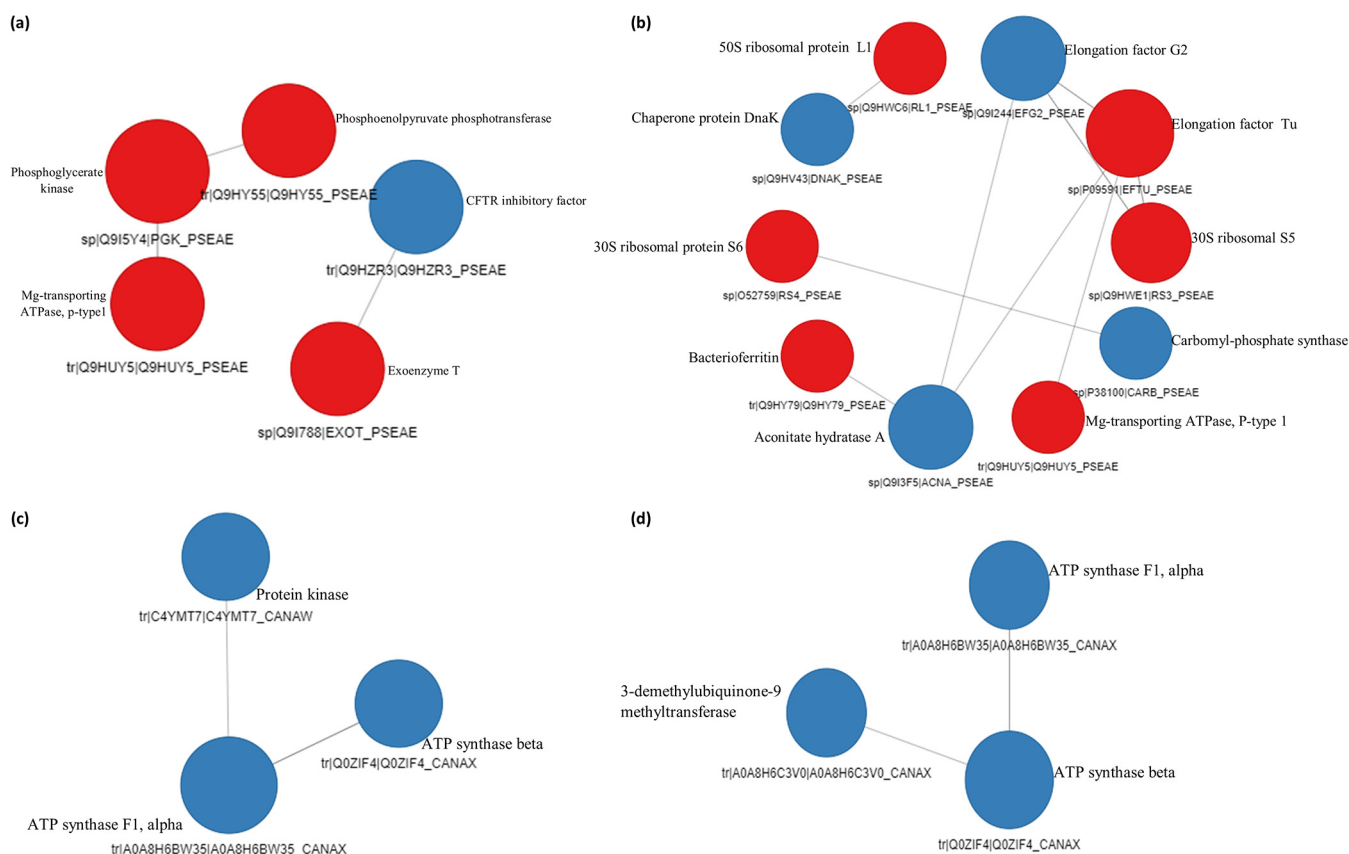 (a)
Phosphoenolpyruvate phosphotransferase
Phosphoglycerate
kinase
tr|Q9HY55|Q9HY55_PSEAE
CFTR inhibitory factor
sp|Q9I5Y4|PGK_PSEAE
tr|Q9HZR3|Q9HZR3_PSEAE
Mg-transporting
ATPase, p-type1
tr|Q9HUY5|Q9HUY5_PSEAE
Exoenzyme T
sp|Q9I788|EXOT_PSEAE
(b)
50S ribosomal protein L1
Elongation factor G2
sp|Q9HWC6|RL1_PSEAE
sp|Q9I244|EFG2_PSEAE
Chaperone protein DnaK
Elongation factor Tu
sp|Q9HV43|DNAK_PSEAE
sp|P09591|EFTU_PSEAE
30S ribosomal protein S6
30S ribosomal S5
sp|O52759|RS4_PSEAE
sp|Q9HWE1|RS3_PSEAE
Carbomyl-phosphate synthase
Bacterioferritin
sp|P38100|CARB_PSEAE
tr|Q9HY79|Q9HY79_PSEAE
Mg-transporting ATPase, P-type 1
Aconitate hydratase A
tr|Q9HUY5|Q9HUY5_PSEAE
sp|Q9I3F5|ACNA_PSEAE
(c)
Protein kinase
tr|C4YMT7|C4YMT7_CANAW
ATP synthase beta
tr|Q0ZIF4|Q0ZIF4_CANAX
ATP synthase F1, alpha
tr|A0A8H6BW35|A0A8H6BW35_CANAX
(d)
ATP synthase F1, alpha
tr|A0A8H6BW35|A0A8H6BW35_CANAX
3-demethylubiquinone-9
methyltransferase
tr|A0A8H6C3V0|A0A8H6C3V0_CANAX
ATP synthase beta
tr|Q0ZIF4|Q0ZIF4_CANAX